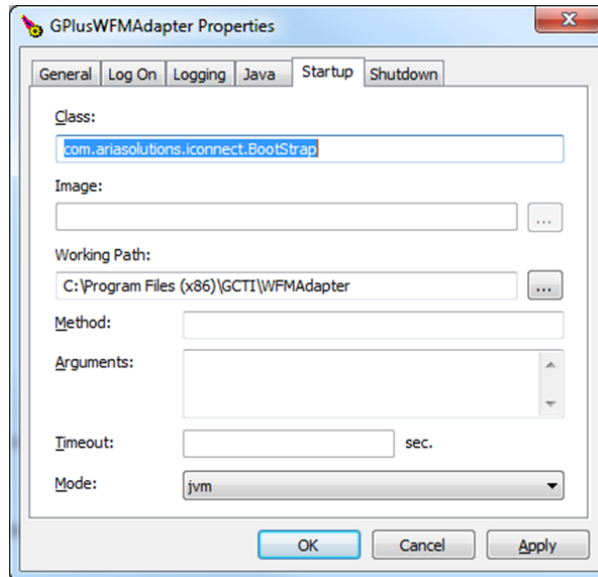 GPlusWFMAdapter Properties
General Log On Logging Java Startup Shutdown
Class:
com.ariasolutions.iconnect.BootStrap
Image:
...
Working Path:
C:\Program Files (x86)\GCTI\WFMAdapter ...
Method:
Arguments:
Timeout: sec.
Mode: jvm
OK Cancel Apply